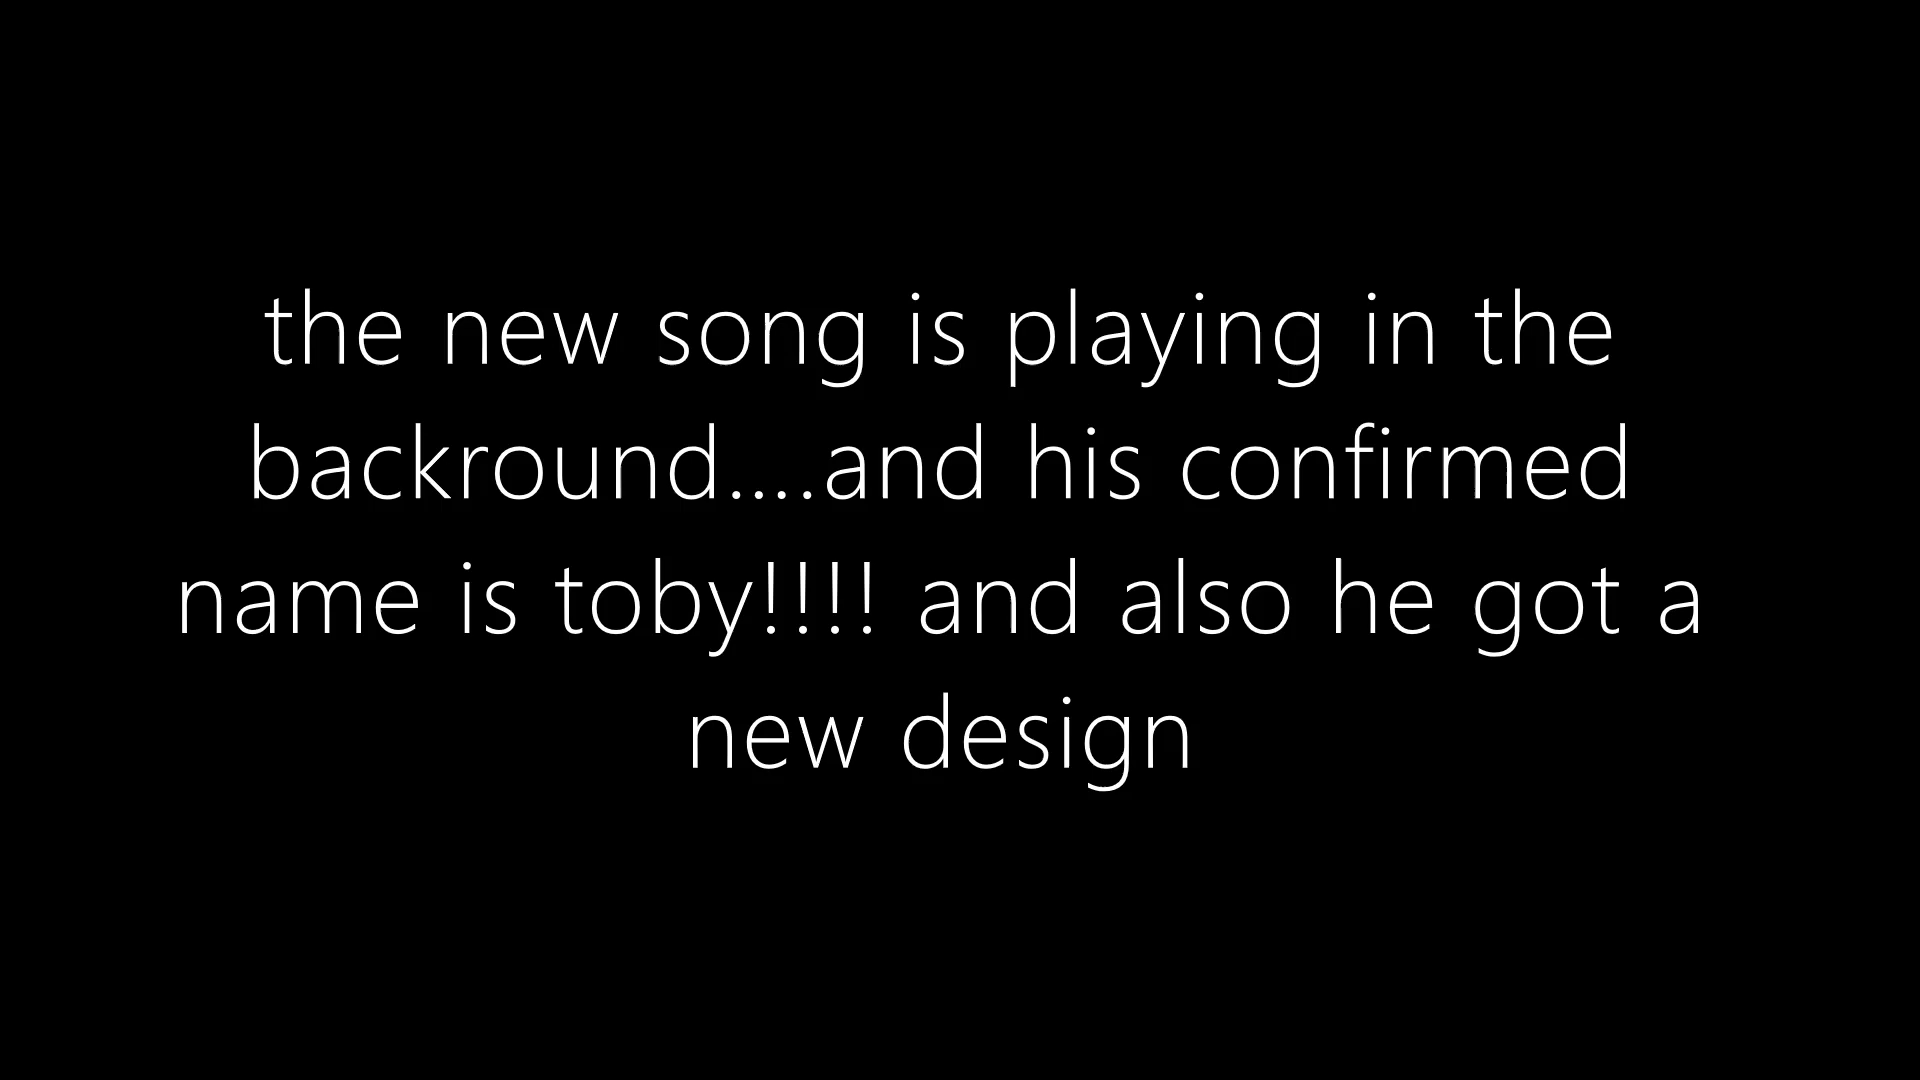 the new song is playing in the
backround....and his confirmed
name is toby!!!! and also he got a
new design